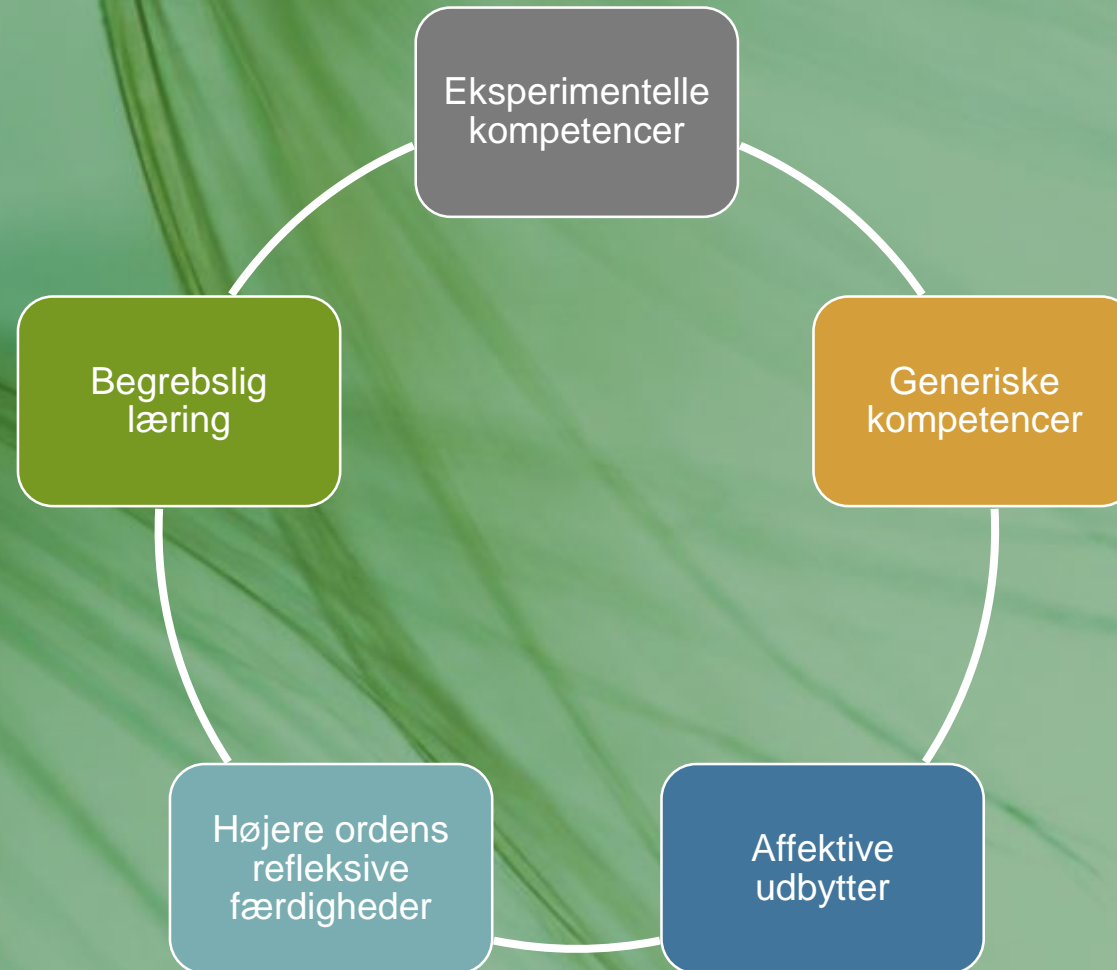 Eksperimentelle
kompetencer
Begrebslig
læring
Generiske
kompetencer
Højere ordens
refleksive
færdigheder
Affektive
udbytter